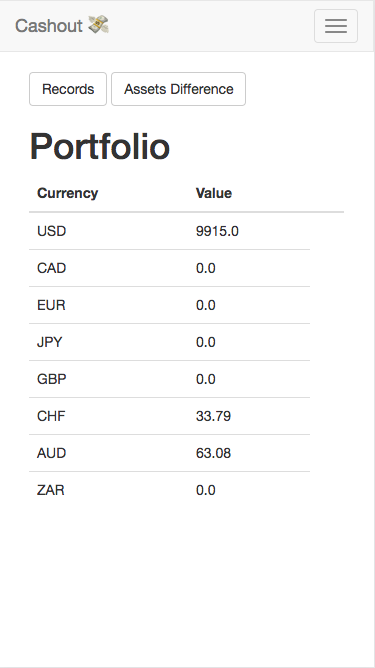 Cashout 💸
Records Assets Difference
Portfolio
Currency Value
USD 9915.0
CAD 0.0
EUR 0.0
JPY 0.0
GBP 0.0
CHF 33.79
AUD 63.08
ZAR 0.0